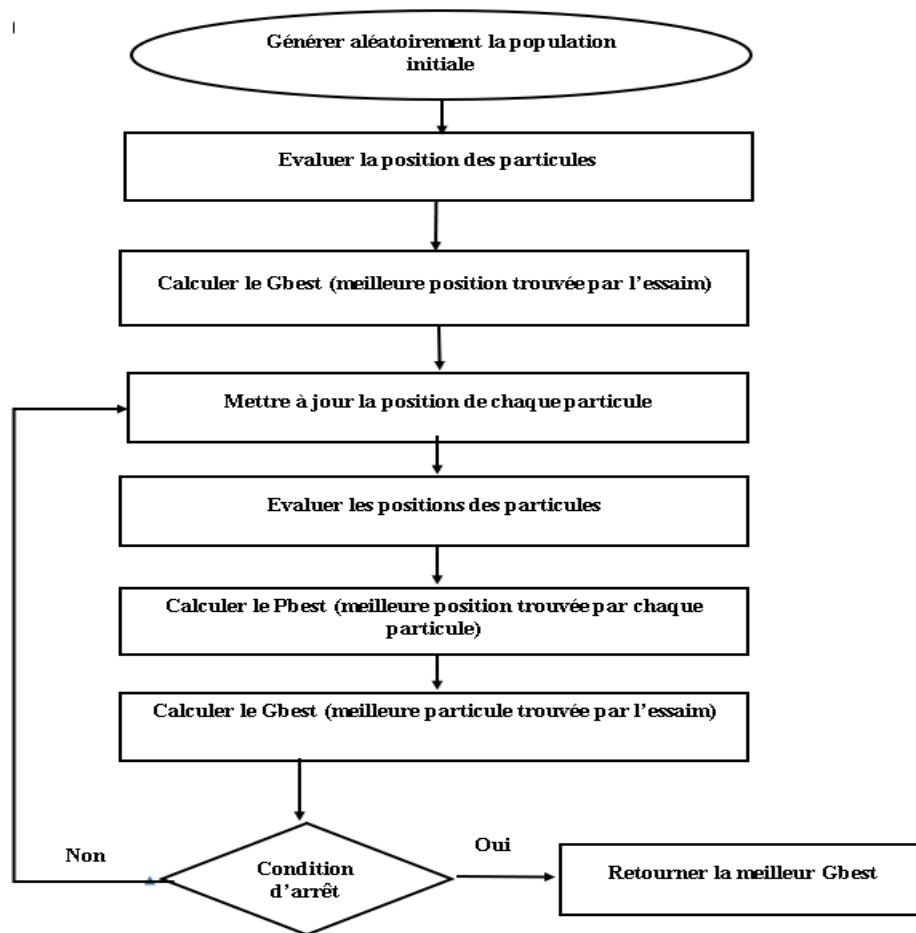 Générer aléatoirement la population
initiale
Evaluer la position des particules
Calculer le Gbest (meilleure position trouvée par l'essaim)
Mettre à jour la position de chaque particule
Evaluer les positions des particules
Calculer le Pbest (meilleure position trouvée par chaque
particule)
Calculer le Gbest (meilleure particule trouvée par l'essaim)
Non
Condition
d'arrêt
Oui
Retourner la meilleur Gbest